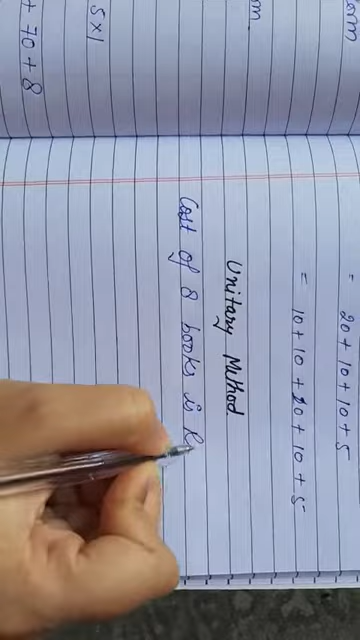 = 20 + 10 + 10 + 5
= 10 + 10 + 20 + 10 + 5
Unitary Method
Cost of 8 books is R
5 × 1
+ 70 + 8